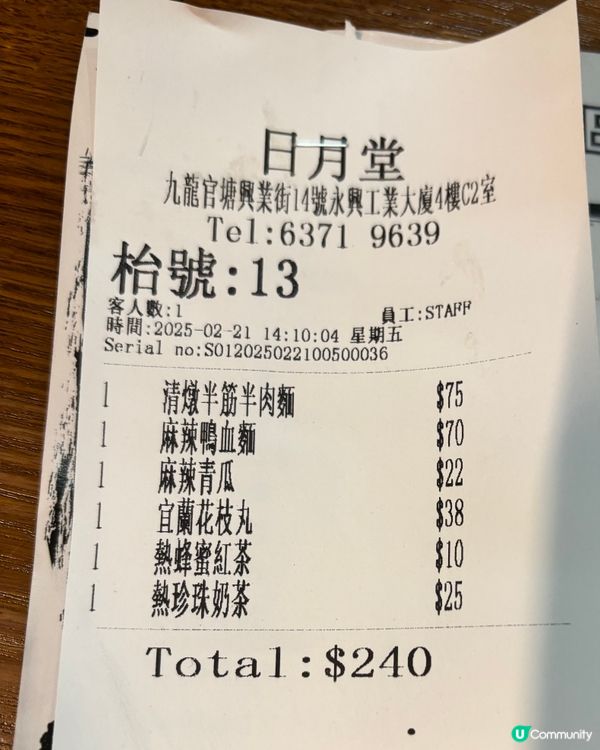 日月堂
九龍官塘興業街14號永興工業大廈4樓C2室
Tel:6371 9639
枱號:13
客人數:1 員工:STAFF
時間:2025-02-21 14:10:04 星期五
Serial no:S012025022100500036
1 清燉半筋半肉麵 $75
1 麻辣鴨血麵 $70
1 麻辣青瓜 $22
1 宜蘭花枝丸 $38
1 熱蜂蜜紅茶 $10
1 熱珍珠奶茶 $25
Total:$240
U Community